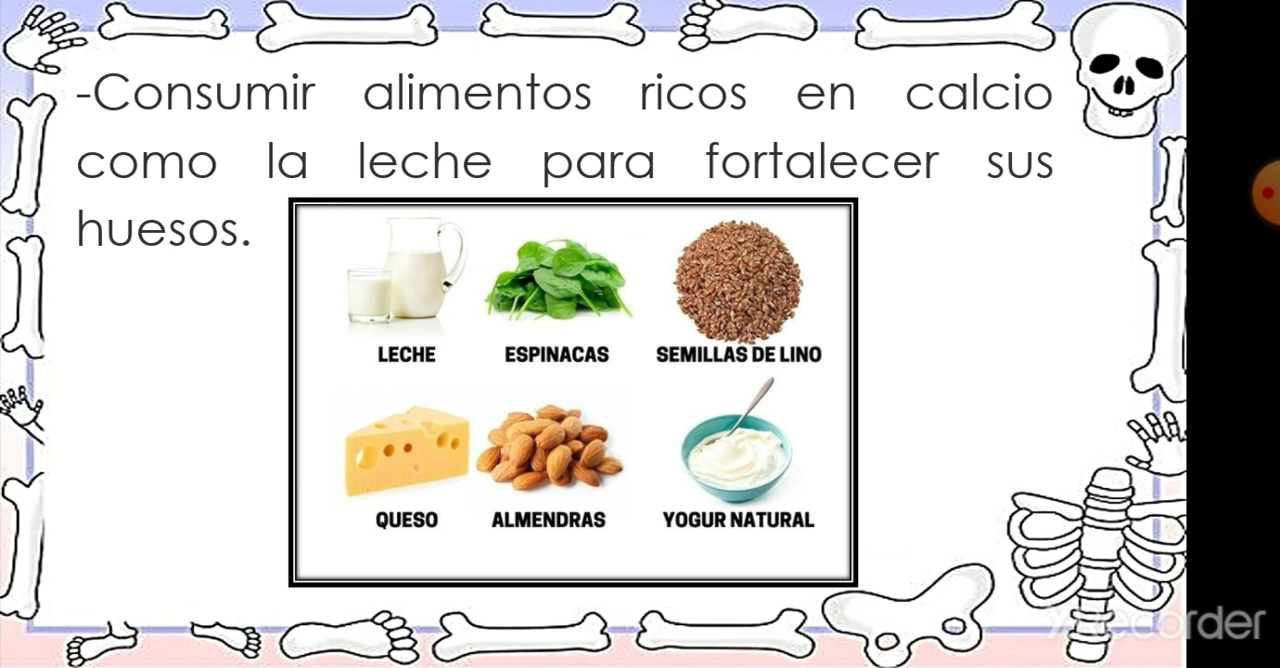 -Consumir alimentos ricos en calcio
como la leche para fortalecer sus
huesos.
LECHE ESPINACAS SEMILLAS DE LINO
QUESO ALMENDRAS YOGUR NATURAL
XRecorder